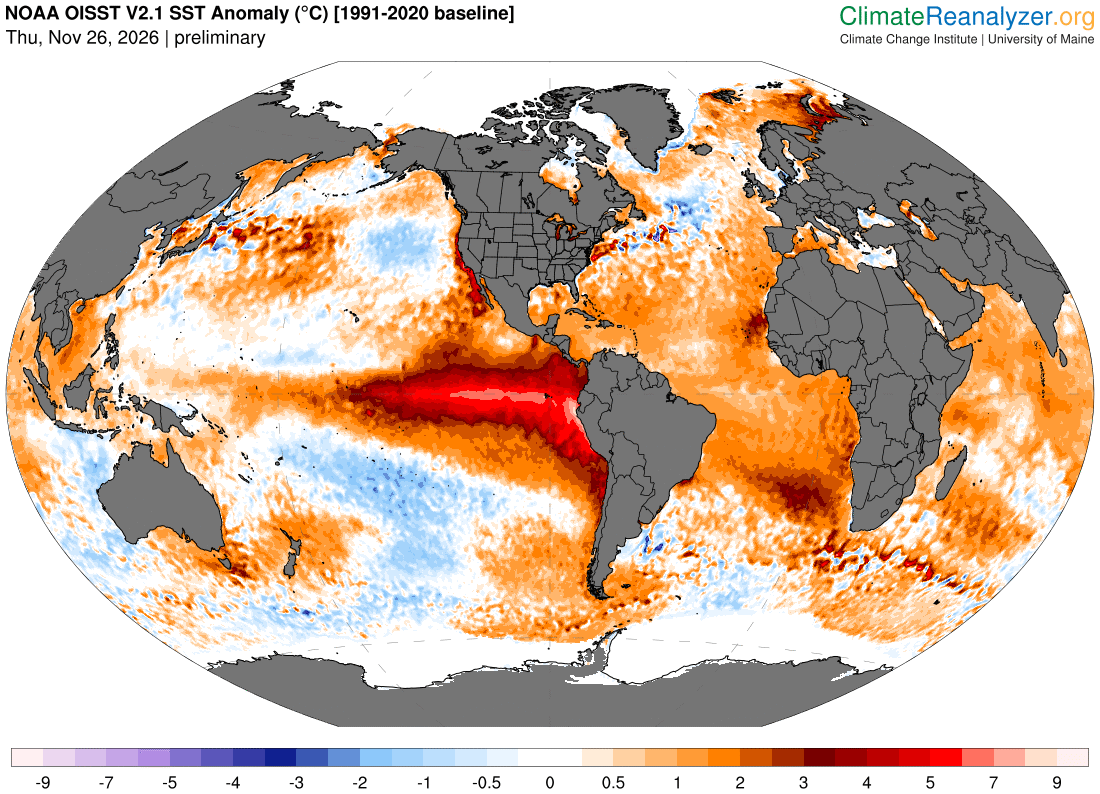 NOAA OISST V2.1 SST Anomaly (°C) [1991-2020 baseline]
Thu, Nov 26, 2026 | preliminary
ClimateReanalyzer.org
Climate Change Institute | University of Maine
-9 -7 -5 -4 -3 -2 -1 -0.5 0 0.5 1 2 3 4 5 7 9